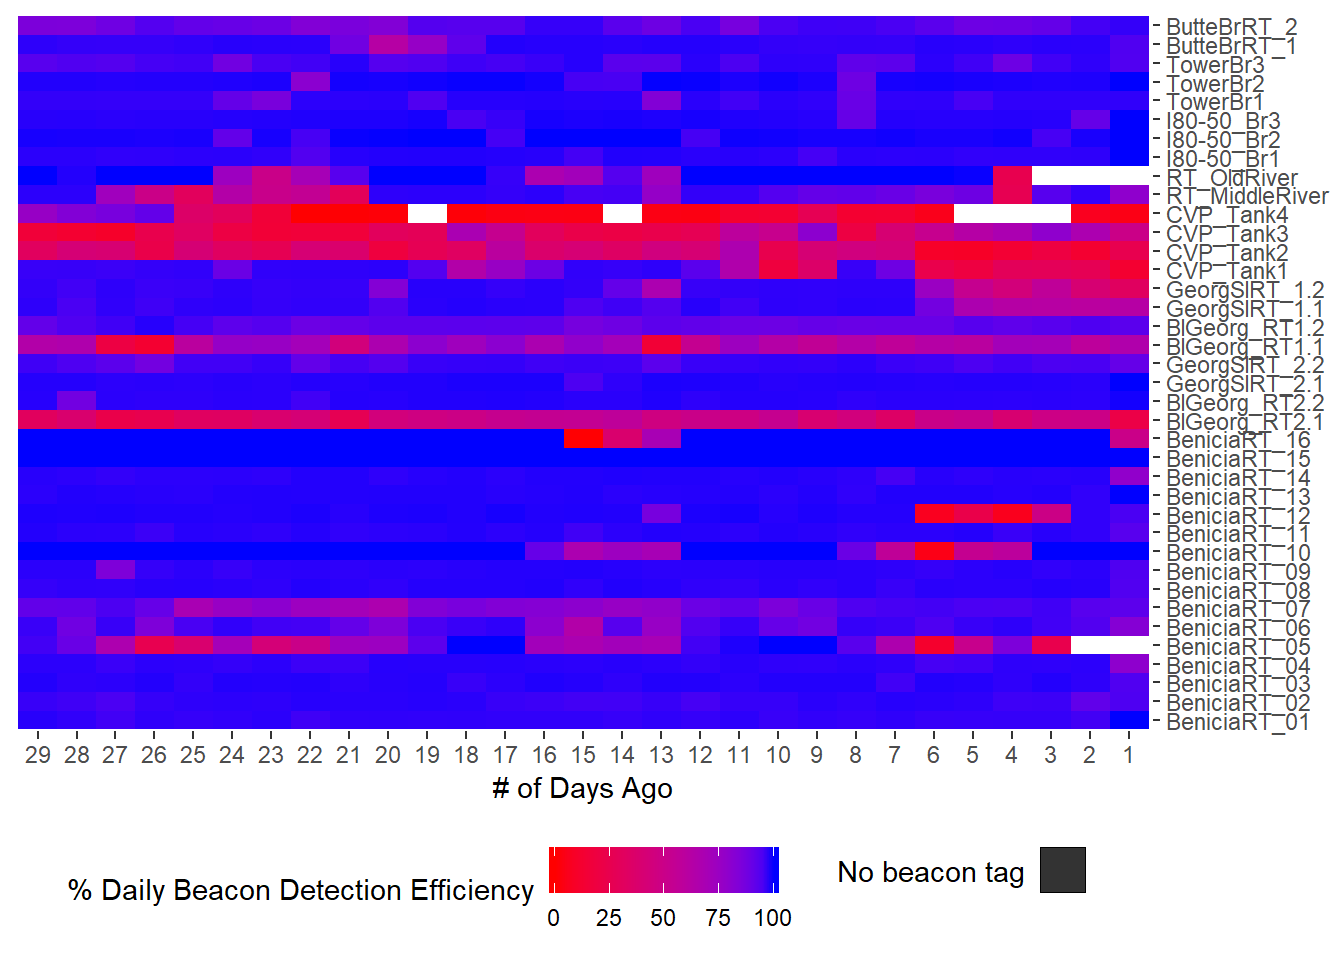 ButteBrRT_2
ButteBrRT_1
TowerBr3
TowerBr2
TowerBr1
I80-50_Br3
I80-50_Br2
I80-50_Br1
RT_OldRiver
RT_MiddleRiver
CVP_Tank4
CVP_Tank3
CVP_Tank2
CVP_Tank1
GeorgSlRT_1.2
GeorgSlRT_1.1
BlGeorg_RT1.2
BlGeorg_RT1.1
GeorgSlRT_2.2
GeorgSlRT_2.1
BlGeorg_RT2.2
BlGeorg_RT2.1
BeniciaRT_16
BeniciaRT_15
BeniciaRT_14
BeniciaRT_13
BeniciaRT_12
BeniciaRT_11
BeniciaRT_10
BeniciaRT_09
BeniciaRT_08
BeniciaRT_07
BeniciaRT_06
BeniciaRT_05
BeniciaRT_04
BeniciaRT_03
BeniciaRT_02
BeniciaRT_01
29 28 27 26 25 24 23 22 21 20 19 18 17 16 15 14 13 12 11 10 9 8 7 6 5 4 3 2 1
# of Days Ago
% Daily Beacon Detection Efficiency
0 25 50 75 100
No beacon tag